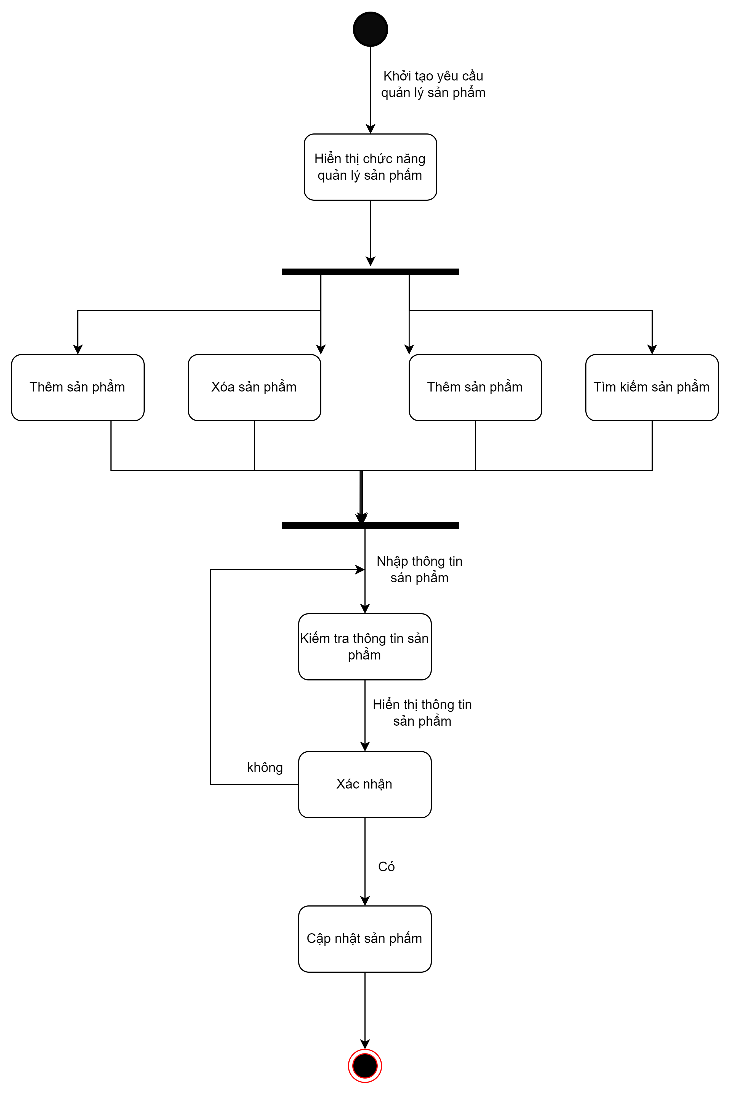 Khởi tạo yêu cầu
quản lý sản phẩm
Hiển thị chức năng
quản lý sản phẩm
Thêm sản phẩm
Xóa sản phẩm
Thêm sản phẩm
Tìm kiếm sản phẩm
Nhập thông tin
sản phẩm
Kiểm tra thông tin sản
phẩm
Hiển thị thông tin
sản phẩm
không
Xác nhận
Có
Cập nhật sản phẩm